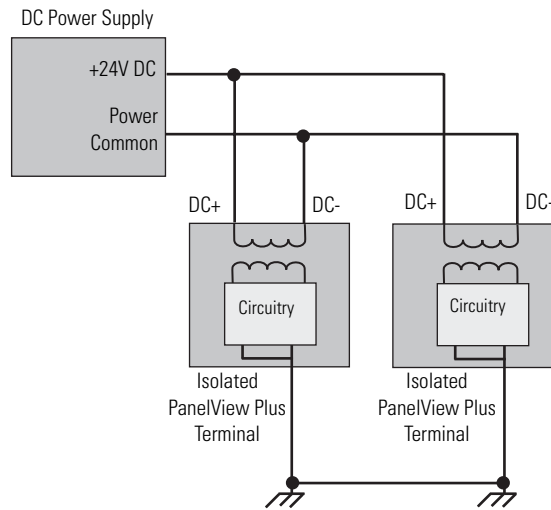 DC Power Supply
+24V DC
Power
Common
DC+
DC-
DC+
DC-
Circuitry
Circuitry
Isolated
PanelView Plus
Terminal
Isolated
PanelView Plus
Terminal